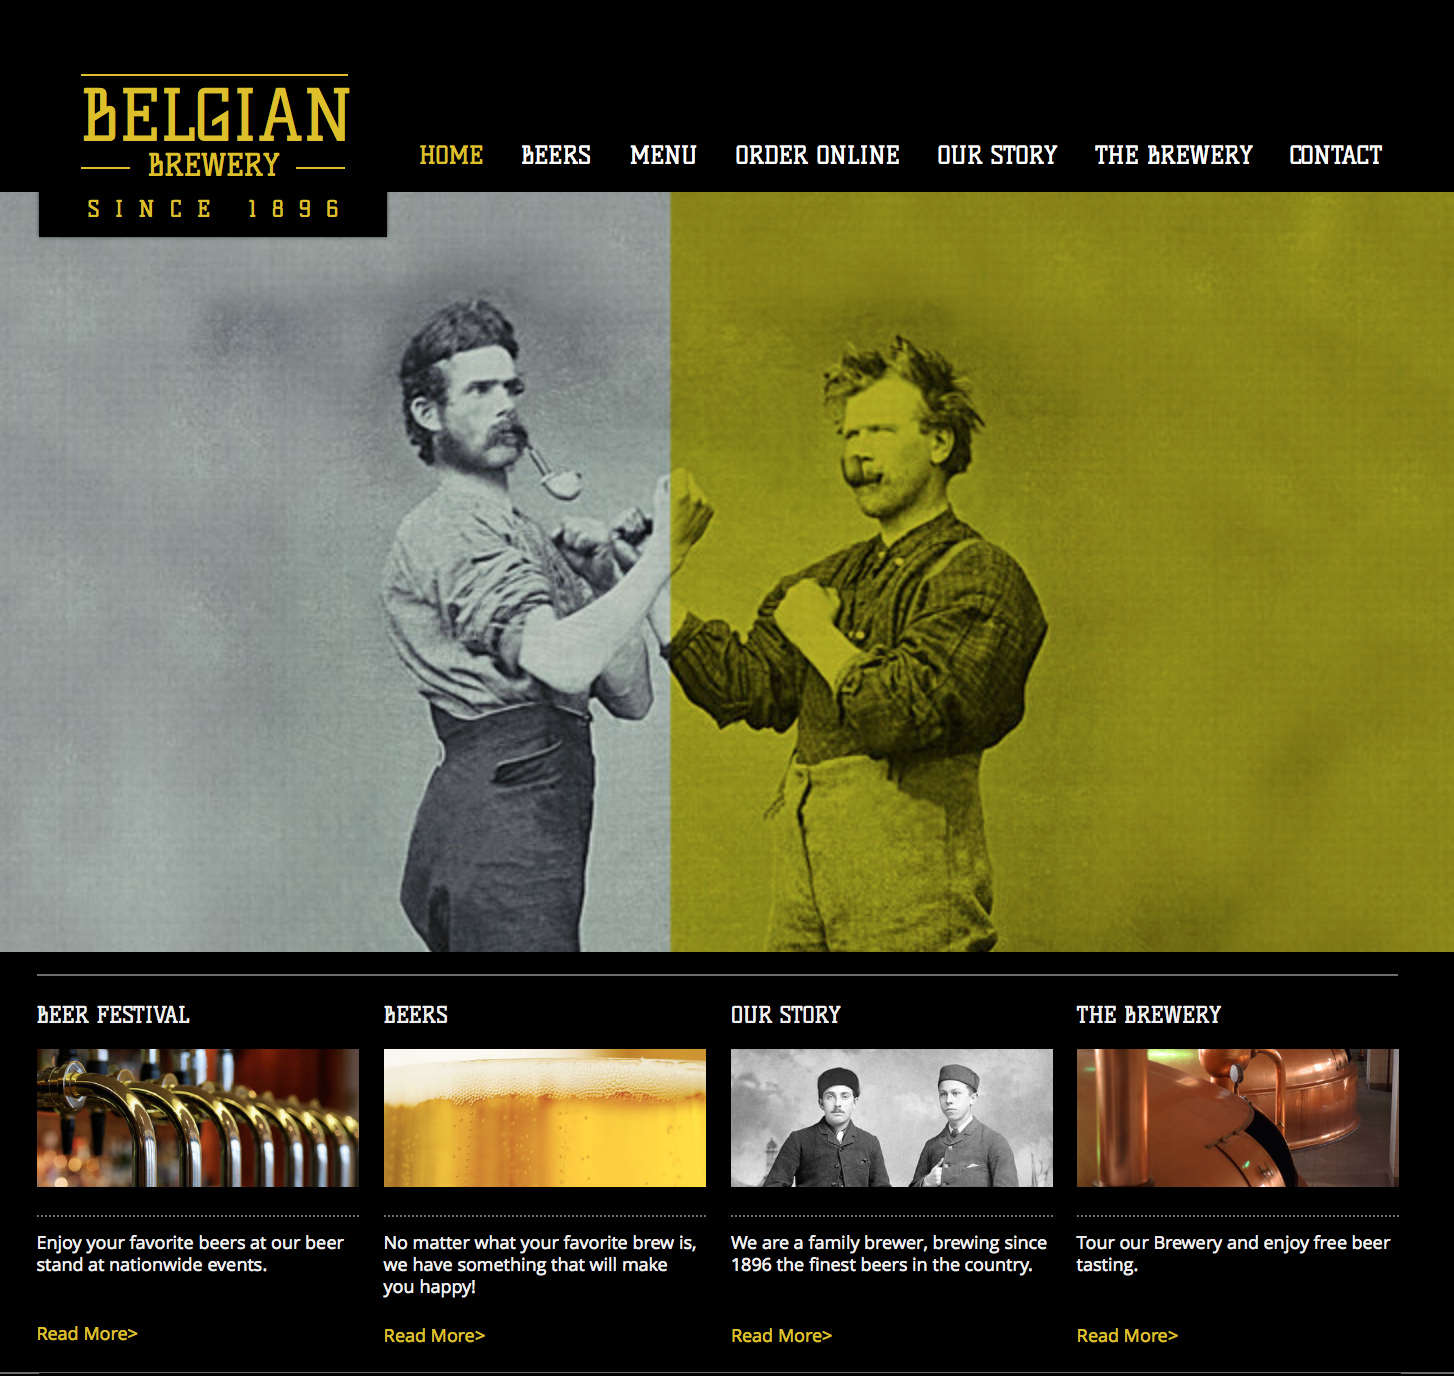 BELGIAN
BREWERY
SINCE 1896
HOME BEERS MENU ORDER ONLINE OUR STORY THE BREWERY CONTACT
BEER FESTIVAL
Enjoy your favorite beers at our beer
stand at nationwide events.
Read More>
BEERS
No matter what your favorite brew is,
we have something that will make
you happy!
Read More>
OUR STORY
We are a family brewer, brewing since
1896 the finest beers in the country.
Read More>
THE BREWERY
Tour our Brewery and enjoy free beer
tasting.
Read More>